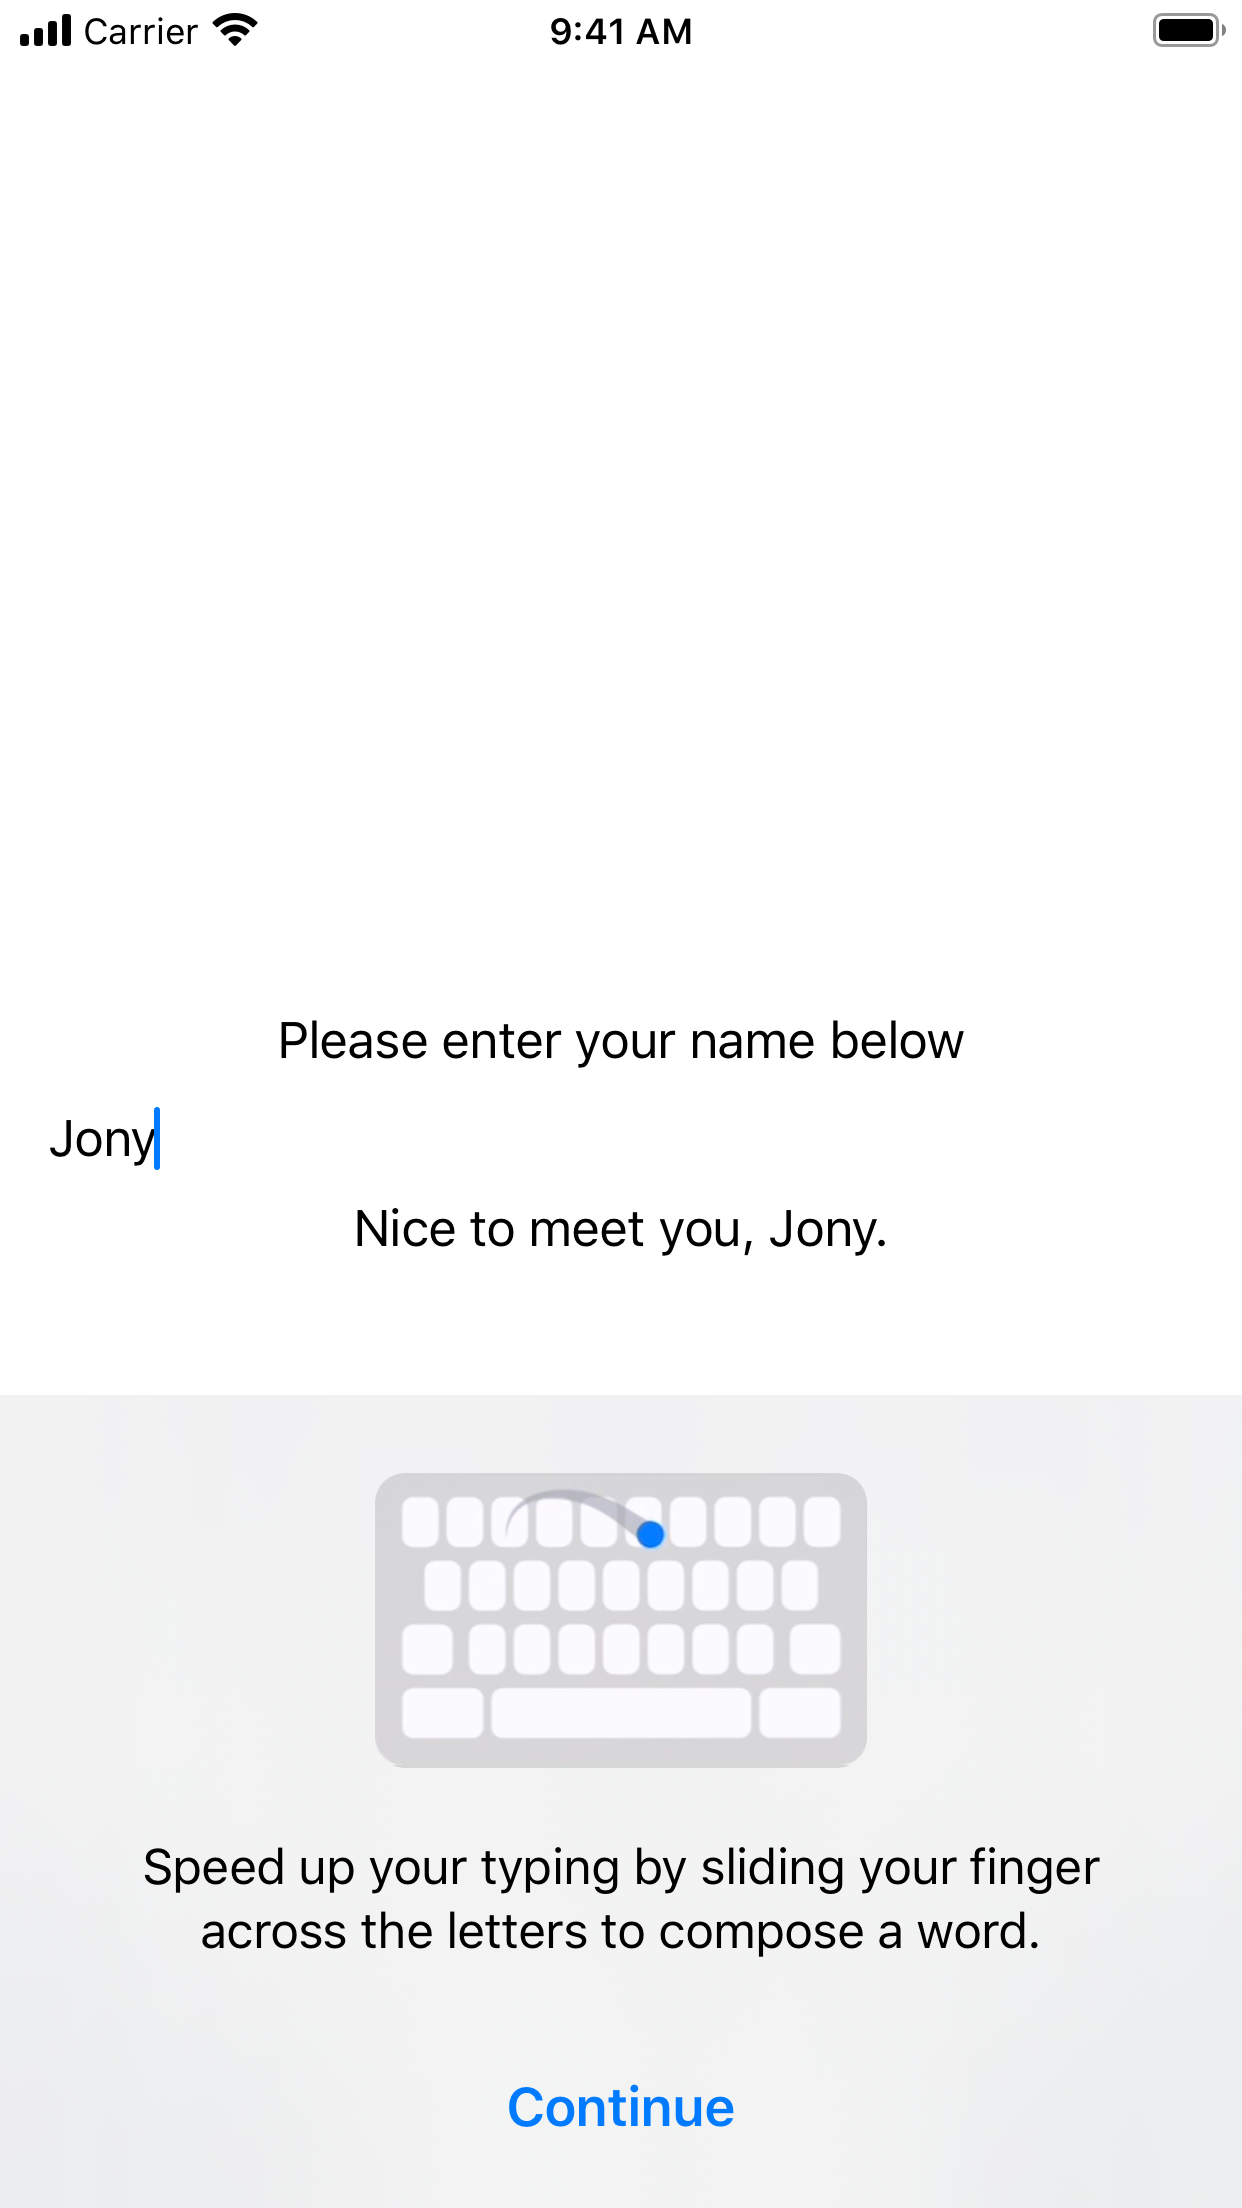 Carrier 9:41 AM
Please enter your name below
Jony
Nice to meet you, Jony.
Speed up your typing by sliding your finger
across the letters to compose a word.
Continue